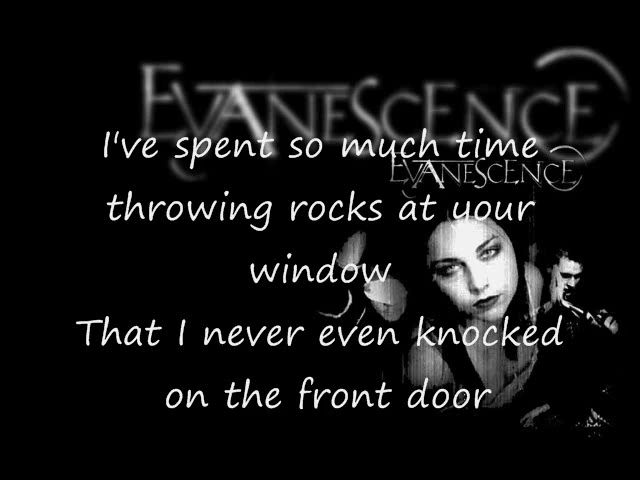 EVANESCENCE
I've spent so much time
EVANESCENCE
throwing rocks at your
window
That I never even knocked
on the front door